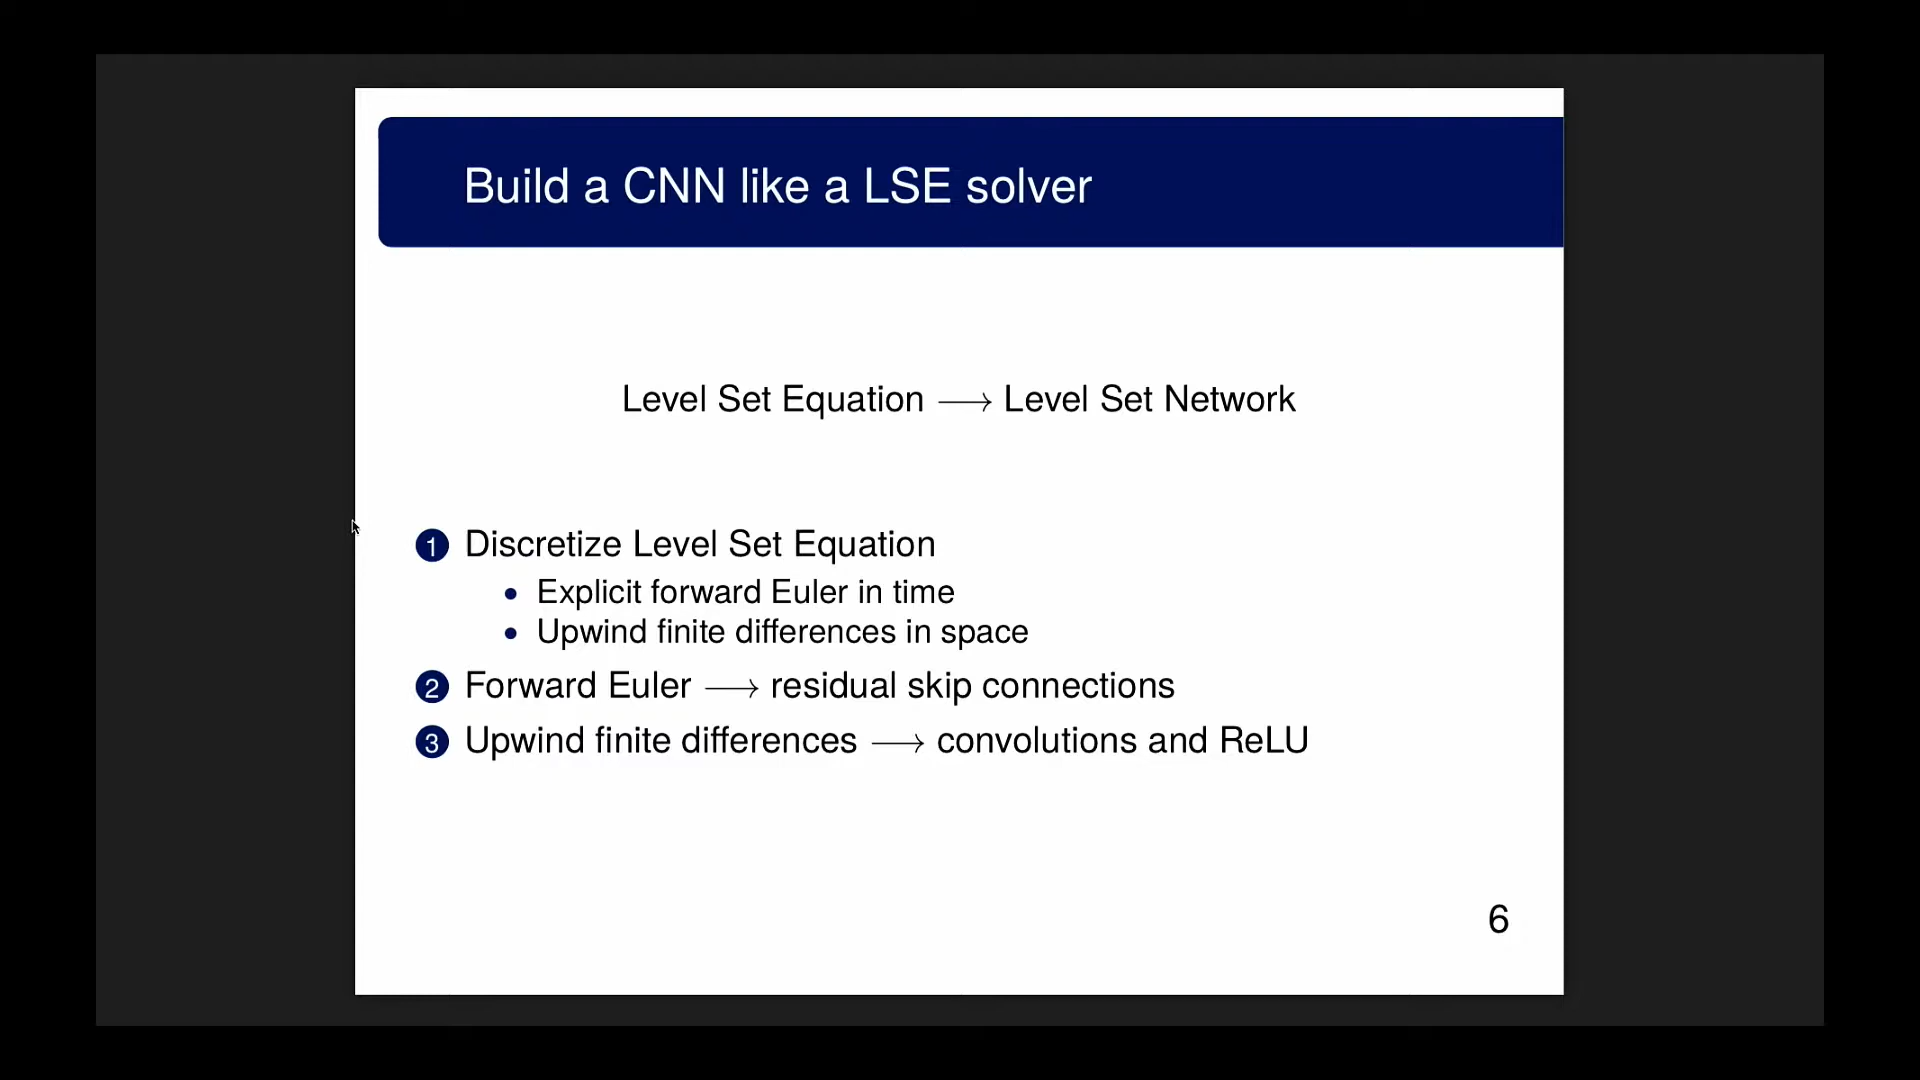 Build a CNN like a LSE solver
Level Set Equation ⟶ Level Set Network
1 Discretize Level Set Equation
• Explicit forward Euler in time
• Upwind finite differences in space
2 Forward Euler ⟶ residual skip connections
3 Upwind finite differences ⟶ convolutions and ReLU
6